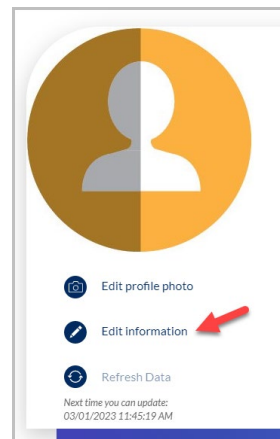 Edit profile photo
Edit information
Refresh Data
Next time you can update:
03/01/2023 11:45:19 AM